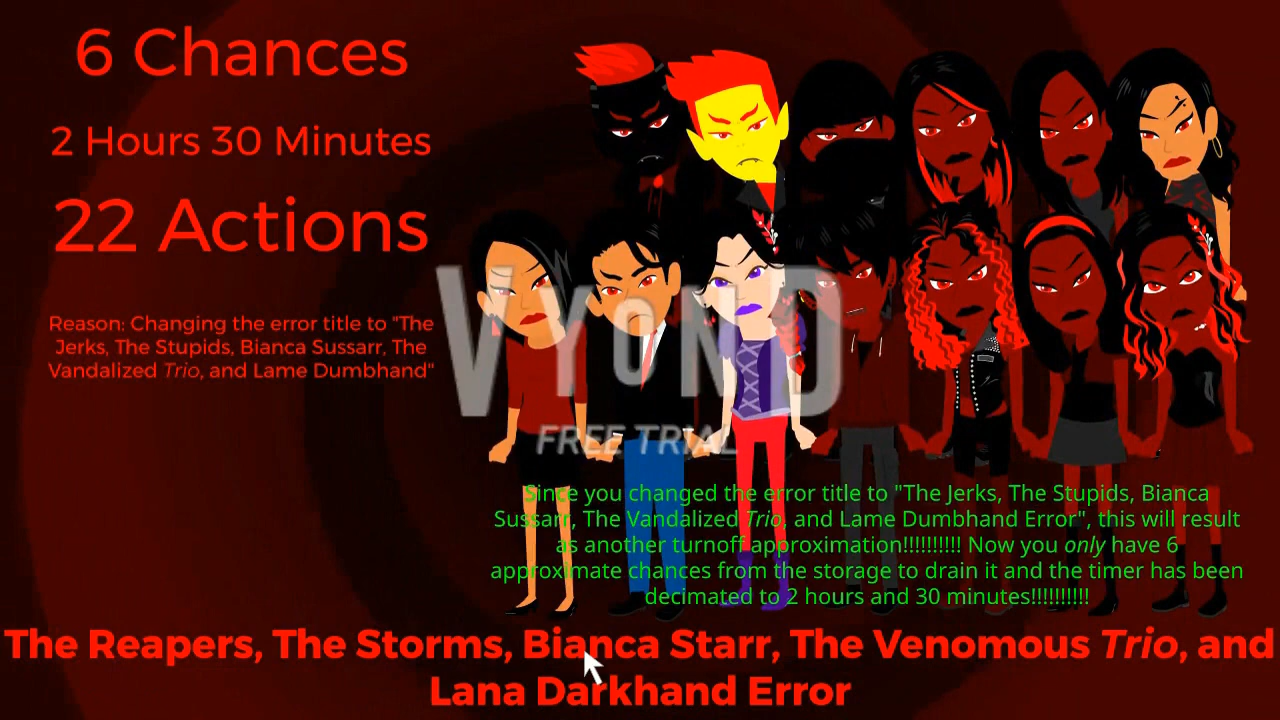 6 Chances
2 Hours 30 Minutes
22 Actions
Reason: Changing the error title to "The
Jerks, The Stupids, Bianca Sussarr, The
Vandalized Trio, and Lame Dumbhand"
VYOND
FREE TRIAL
Since you changed the error title to "The Jerks, The Stupids, Bianca
Sussarr, The Vandalized Trio, and Lame Dumbhand Error", this will result
as another turnoff approximation!!!!!!!!!! Now you only have 6
approximate chances from the storage to drain it and the timer has been
decimated to 2 hours and 30 minutes!!!!!!!!!!
The Reapers, The Storms, Bianca Starr, The Venomous Trio, and
Lana Darkhand Error